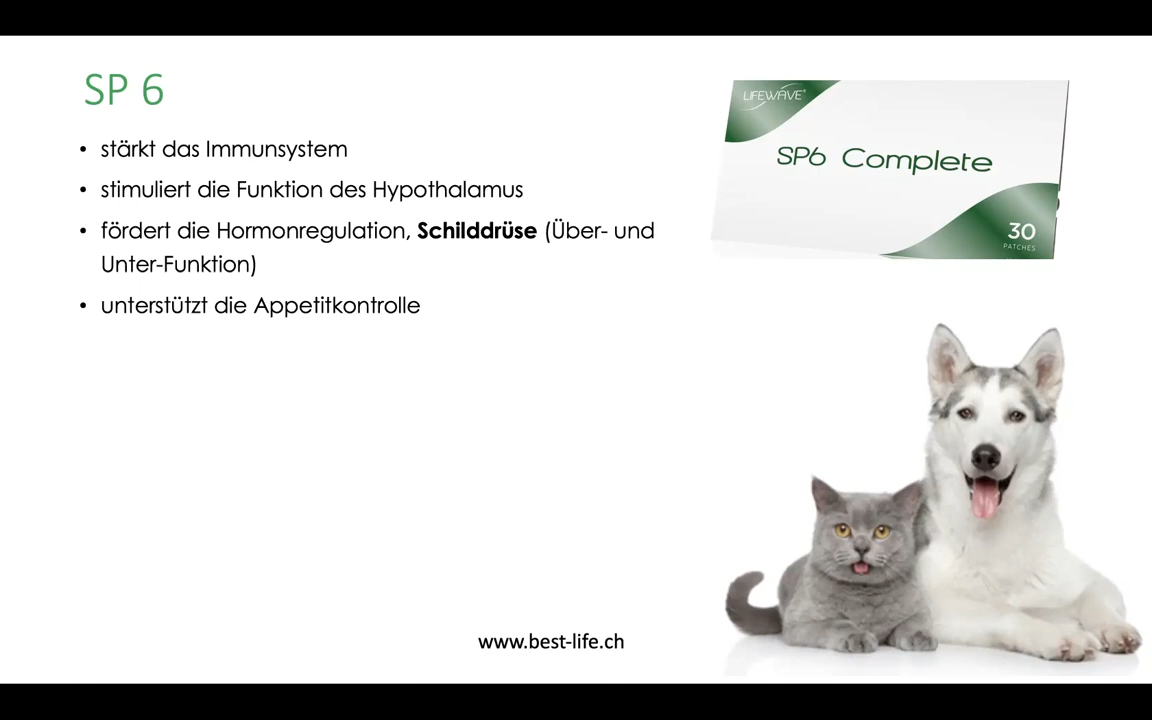 SP 6
• stärkt das Immunsystem
• stimuliert die Funktion des Hypothalamus
• fördert die Hormonregulation, Schilddrüse (Über- und
Unter-Funktion)
• unterstützt die Appetitkontrolle
LIFEWAVE®
SP6 Complete
30
PATCHES
www.best-life.ch